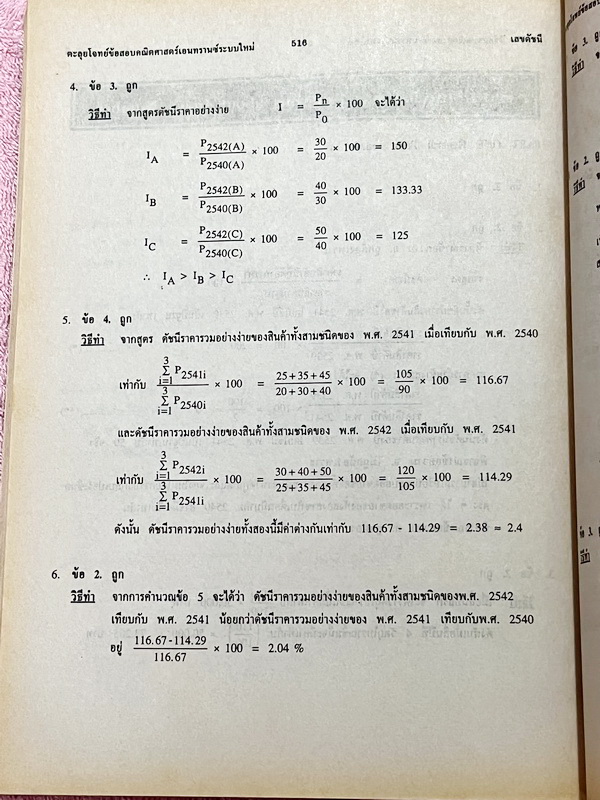 ตะลุยโจทย์ข้อสอบคณิตศาสตร์เอนทรานซ์ระบบใหม่ 516 เลขดัชนี
4. ข้อ 3. ถูก
วิธีทำ จากสูตรดัชนีราคาอย่างง่าย I = Pn/P0 × 100 จะได้ว่า
IA = P2542(A)/P2540(A) × 100 = 30/20 × 100 = 150
IB = P2542(B)/P2540(B) × 100 = 40/30 × 100 = 133.33
IC = P2542(C)/P2540(C) × 100 = 50/40 × 100 = 125
∴ IA > IB > IC
5. ข้อ 4. ถูก
วิธีทำ จากสูตร ดัชนีราคารวมอย่างง่ายของสินค้าทั้งสามชนิดของ พ.ศ. 2541 เมื่อเทียบกับ พ.ศ. 2540
เท่ากับ 3Σi=1 P2541i / 3Σi=1 P2540i × 100 = 25+35+45/20+30+40 × 100 = 105/90 × 100 = 116.67
และดัชนีราคารวมอย่างง่ายของสินค้าทั้งสามชนิดของ พ.ศ. 2542 เมื่อเทียบกับ พ.ศ. 2541
เท่ากับ 3Σi=1 P2542i / 3Σi=1 P2541i × 100 = 30+40+50/25+35+45 × 100 = 120/105 × 100 = 114.29
ดังนั้น ดัชนีราคารวมอย่างง่ายทั้งสองนี้มีค่าต่างกันเท่ากับ 116.67 - 114.29 = 2.38 ≈ 2.4
6. ข้อ 2. ถูก
วิธีทำ จากการคำนวณข้อ 5 จะได้ว่า ดัชนีราคารวมอย่างง่ายของสินค้าทั้งสามชนิดของพ.ศ. 2542
เทียบกับ พ.ศ. 2541 น้อยกว่าดัชนีราคารวมอย่างง่ายของ พ.ศ. 2541 เทียบกับพ.ศ. 2540
อยู่ 116.67-114.29/116.67 × 100 = 2.04 %